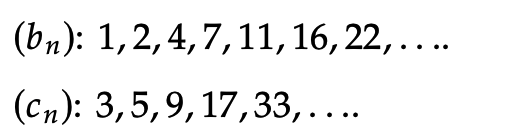 (bₙ): 1, 2, 4, 7, 11, 16, 22, . . ..
(cₙ): 3, 5, 9, 17, 33, . . ..